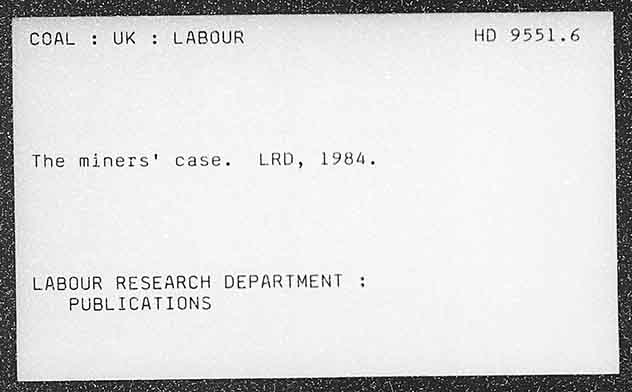 COAL : UK : LABOUR HD 9551.6
The miners' case. LRD, 1984.
LABOUR RESEARCH DEPARTMENT :
PUBLICATIONS